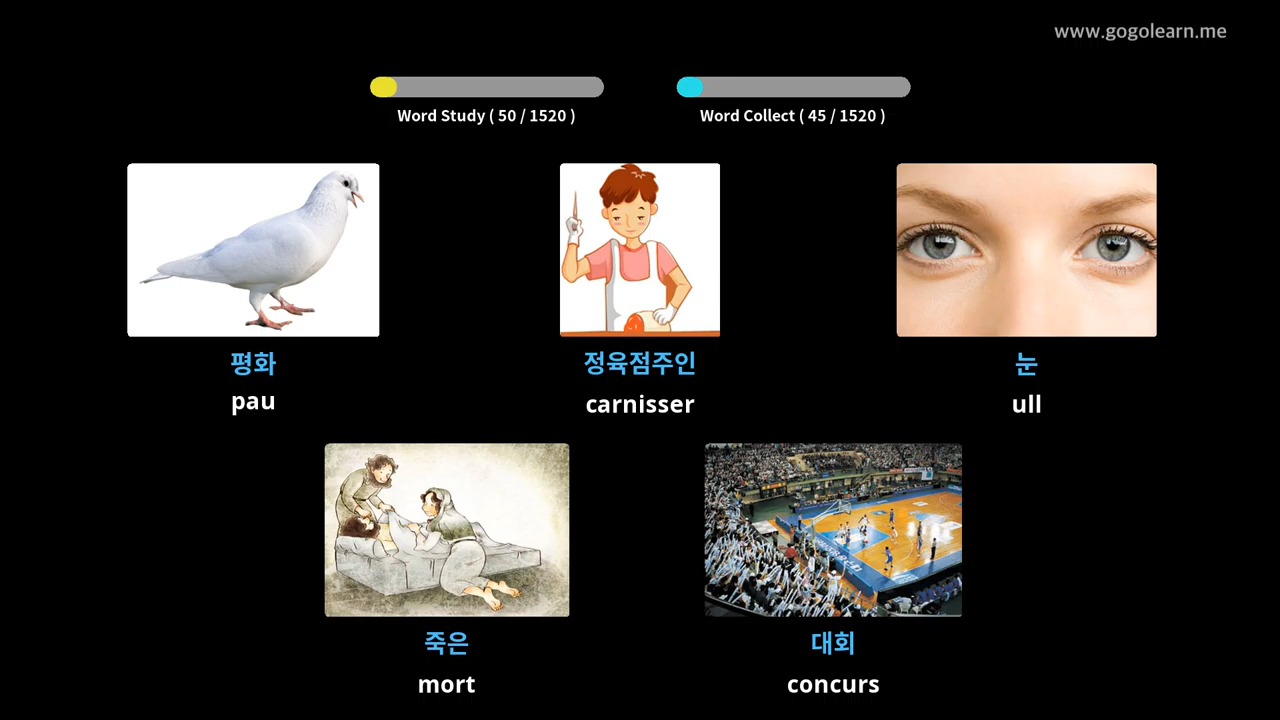 www.gogolearn.me
Word Study ( 50 / 1520 )
Word Collect ( 45 / 1520 )
평화
pau
정육점주인
carnisser
눈
ull
죽은
mort
대회
concurs